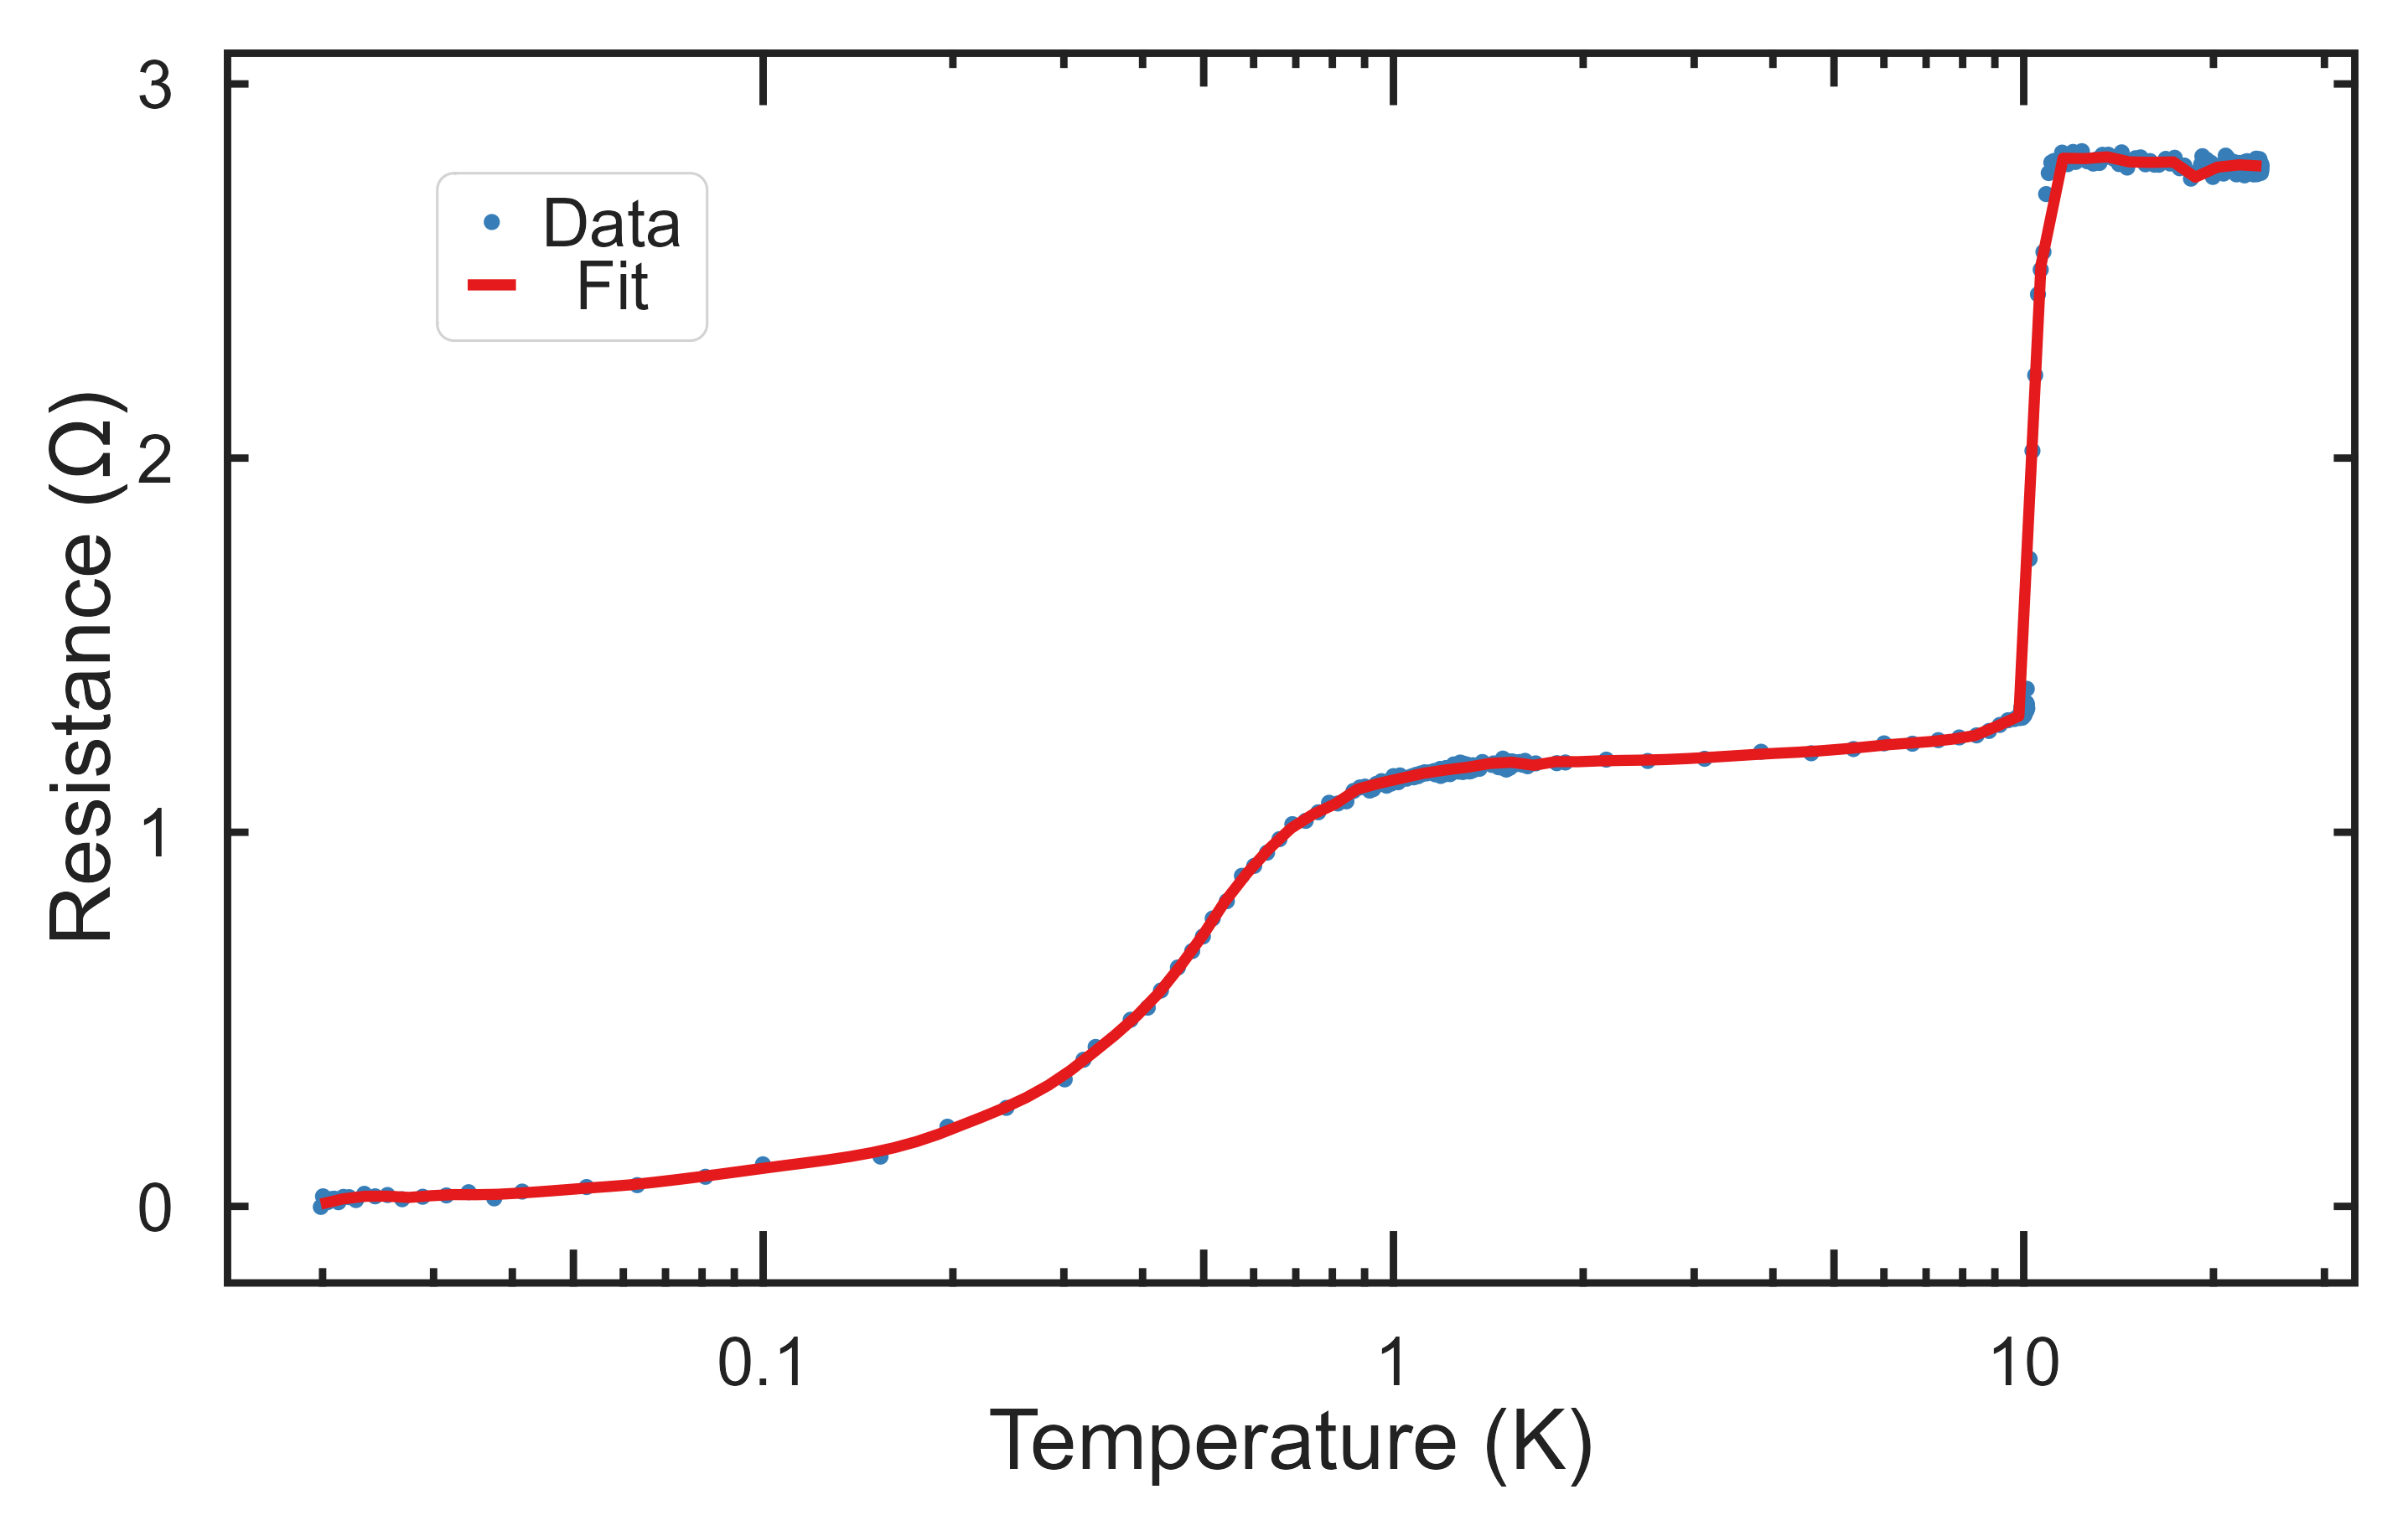 3
2
1
0
Resistance (Ω)
Data
Fit
0.1
1
10
Temperature (K)